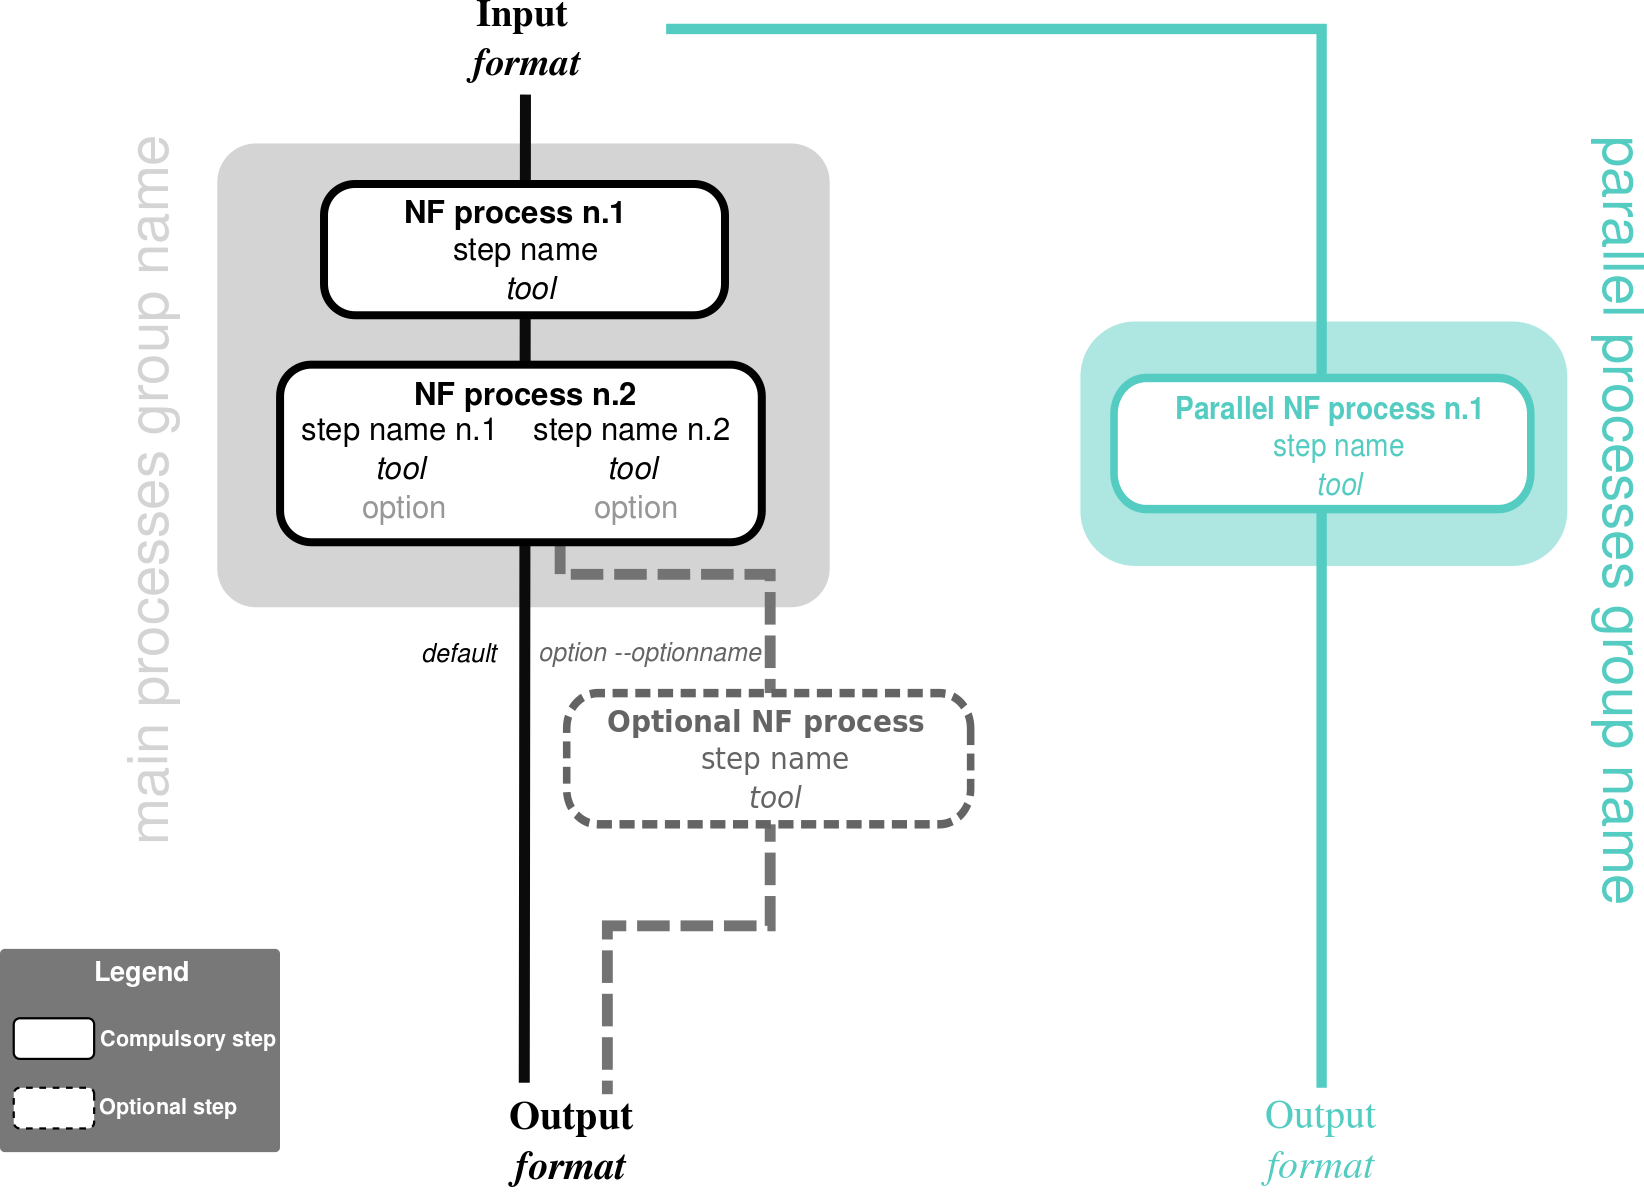 Input
format
main processes group name
NF process n.1
step name
tool
NF process n.2
step name n.1 step name n.2
tool tool
option option
default option --optionname
Optional NF process
step name
tool
Output
format
Parallel NF process n.1
step name
tool
parallel processes group name
Output
format
Legend
Compulsory step
Optional step